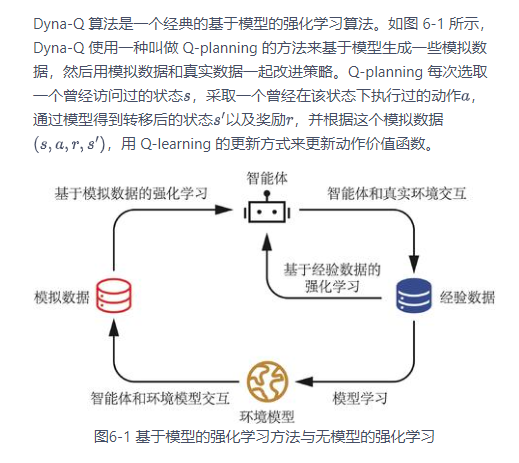 Dyna-Q 算法是一个经典的基于模型的强化学习算法。如图 6-1 所示，
Dyna-Q 使用一种叫做 Q-planning 的方法来基于模型生成一些模拟数
据，然后用模拟数据和真实数据一起改进策略。Q-planning 每次选取
一个曾经访问过的状态s，采取一个曾经在该状态下执行过的动作a，
通过模型得到转移后的状态s′以及奖励r，并根据这个模拟数据
(s, a, r, s′)，用 Q-learning 的更新方式来更新动作价值函数。
智能体
基于模拟数据的强化学习
智能体和真实环境交互
基于经验数据的
强化学习
模拟数据
经验数据
智能体和环境模型交互
模型学习
环境模型
图6-1 基于模型的强化学习方法与无模型的强化学习